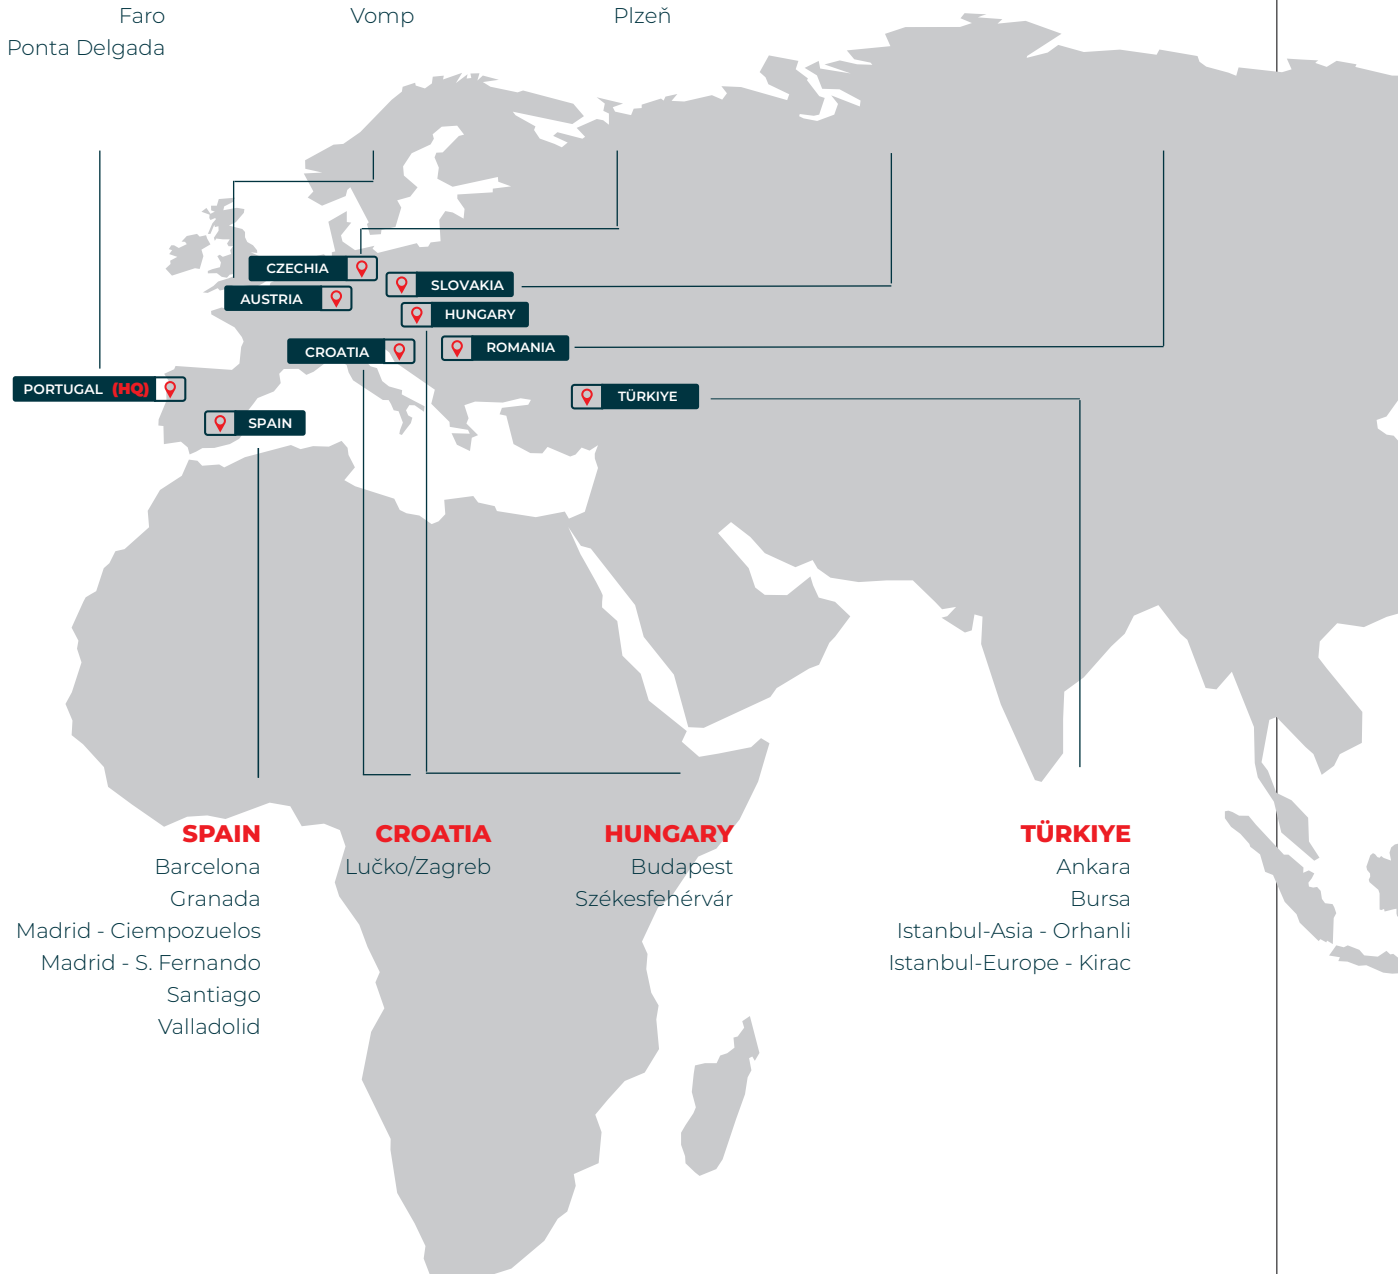 Faro
Ponta Delgada
Vomp
Plzeň
CZECHIA
SLOVAKIA
AUSTRIA
HUNGARY
CROATIA
ROMANIA
PORTUGAL (HQ)
TÜRKIYE
SPAIN
SPAIN
Barcelona
Granada
Madrid - Ciempozuelos
Madrid - S. Fernando
Santiago
Valladolid
CROATIA
Lučko/Zagreb
HUNGARY
Budapest
Székesfehérvár
TÜRKIYE
Ankara
Bursa
Istanbul-Asia - Orhanli
Istanbul-Europe - Kirac